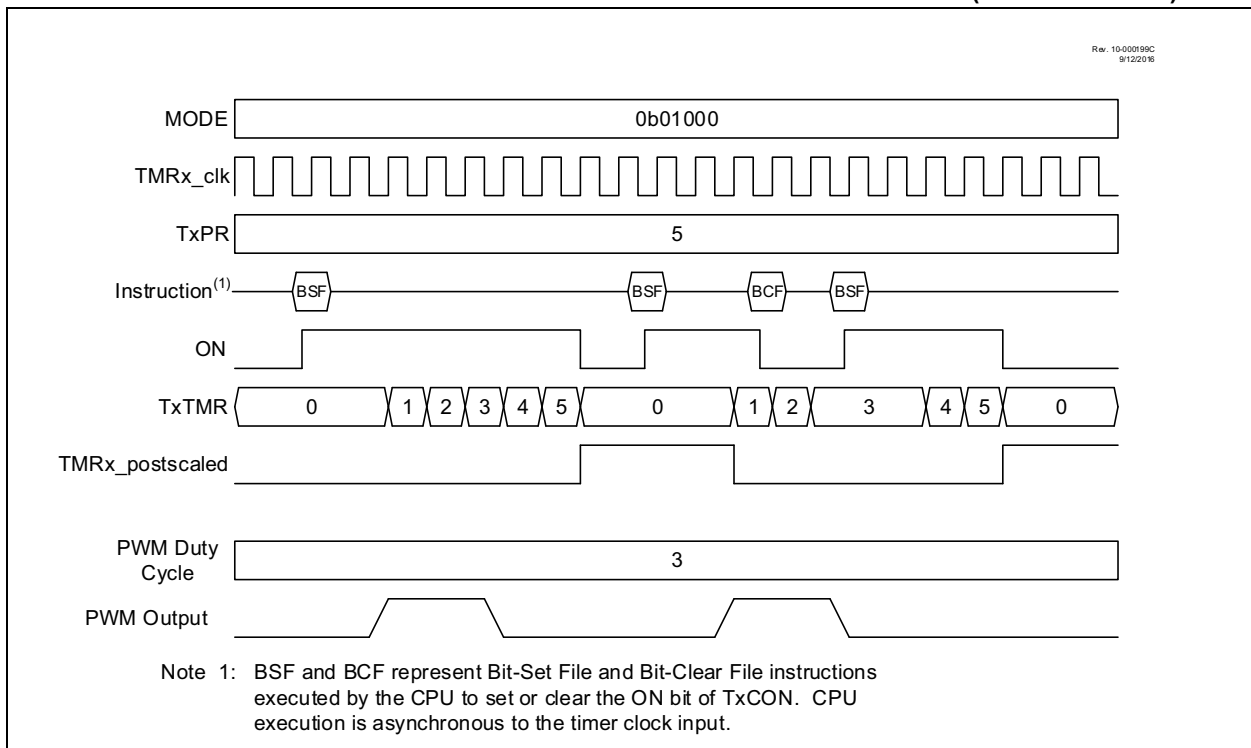 Rev. 10-000199C
9/12/2016
MODE 0b01000
TMRx_clk
TxPR 5
Instruction(1) BSF BSF BCF BSF
ON
TxTMR 0 1 2 3 4 5 0 1 2 3 4 5 0
TMRx_postscaled
PWM Duty
Cycle 3
PWM Output
Note 1: BSF and BCF represent Bit-Set File and Bit-Clear File instructions
executed by the CPU to set or clear the ON bit of TxCON. CPU
execution is asynchronous to the timer clock input.